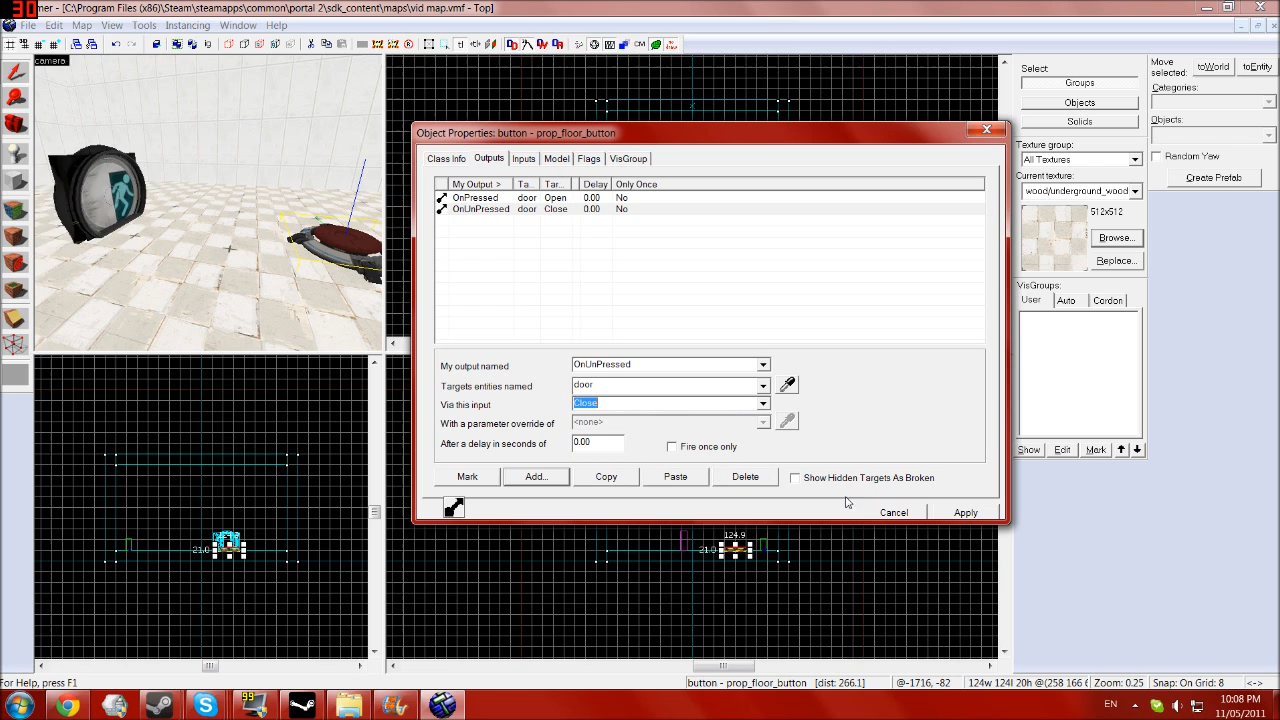 30
ner - [C:\Program Files (x86)\Steam\steamapps\common\portal 2\sdk_content\maps\vid map.vmf - Top]
File Edit Map View Tools Instancing Window Help
camera
Object Properties: button - prop_floor_button
Class Info Outputs Inputs Model Flags VisGroup
My Output > Ta... Tar... Delay Only Once
OnPressed door Open 0.00 No
OnUnPressed door Close 0.00 No
My output named OnUnPressed
Targets entities named door
Via this input Close
With a parameter override of <none>
After a delay in seconds of 0.00 Fire once only
Mark Add... Copy Paste Delete Show Hidden Targets As Broken
Cancel Apply
Select:
Groups
Objects
Solids
Texture group:
All Textures
Current texture:
wood/underground_wood
512x512
Browse...
Replace...
VisGroups:
User Auto Cordon
Show Edit Mark
Move selected: toWorld toEntity
Categories:
Objects:
Random Yaw
Create Prefab
21.0
124.9
21.0
For Help, press F1
button - prop_floor_button [dist: 266.1] @-1716, -82 124w 124l 20h @(258 166 6 Zoom: 0.25 Snap: On Grid: 8 <->
99
EN
10:08 PM
11/05/2011